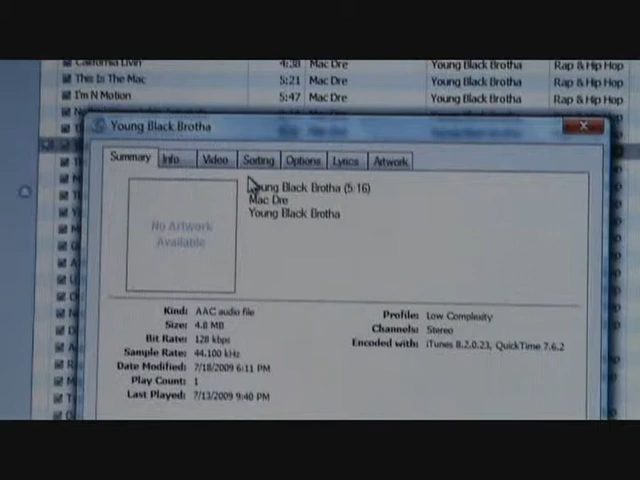 California Livin 4:38 Mac Dre Young Black Brotha Rap & Hip Hop
This Is The Mac 5:21 Mac Dre Young Black Brotha Rap & Hip Hop
I'm N Motion 5:47 Mac Dre Young Black Brotha Rap & Hip Hop
Young Black Brotha
Summary Info Video Sorting Options Lyrics Artwork
Young Black Brotha (5:16)
Mac Dre
Young Black Brotha
No Artwork
Available
Kind: AAC audio file
Size: 4.8 MB
Bit Rate: 128 kbps
Sample Rate: 44.100 kHz
Date Modified: 7/18/2009 6:11 PM
Play Count: 1
Last Played: 7/13/2009 9:40 PM
Profile: Low Complexity
Channels: Stereo
Encoded with: iTunes 8.2.0.23, QuickTime 7.6.2